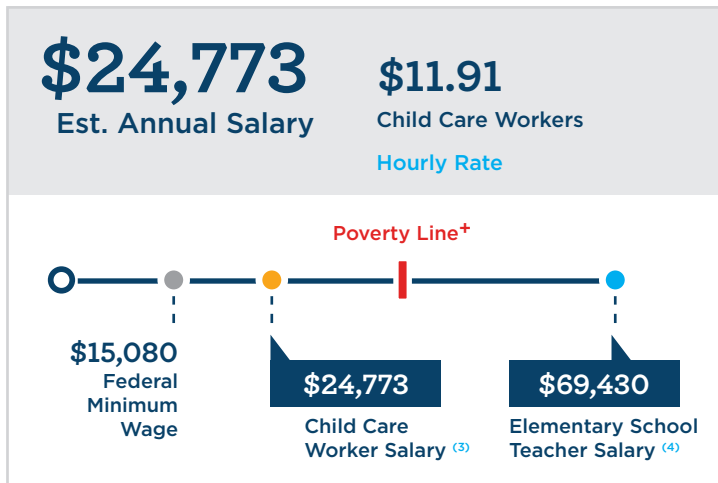 $24,773
Est. Annual Salary
$11.91
Child Care Workers
Hourly Rate
Poverty Line+
$15,080
Federal
Minimum
Wage
$24,773
Child Care
Worker Salary (3)
$69,430
Elementary School
Teacher Salary (4)